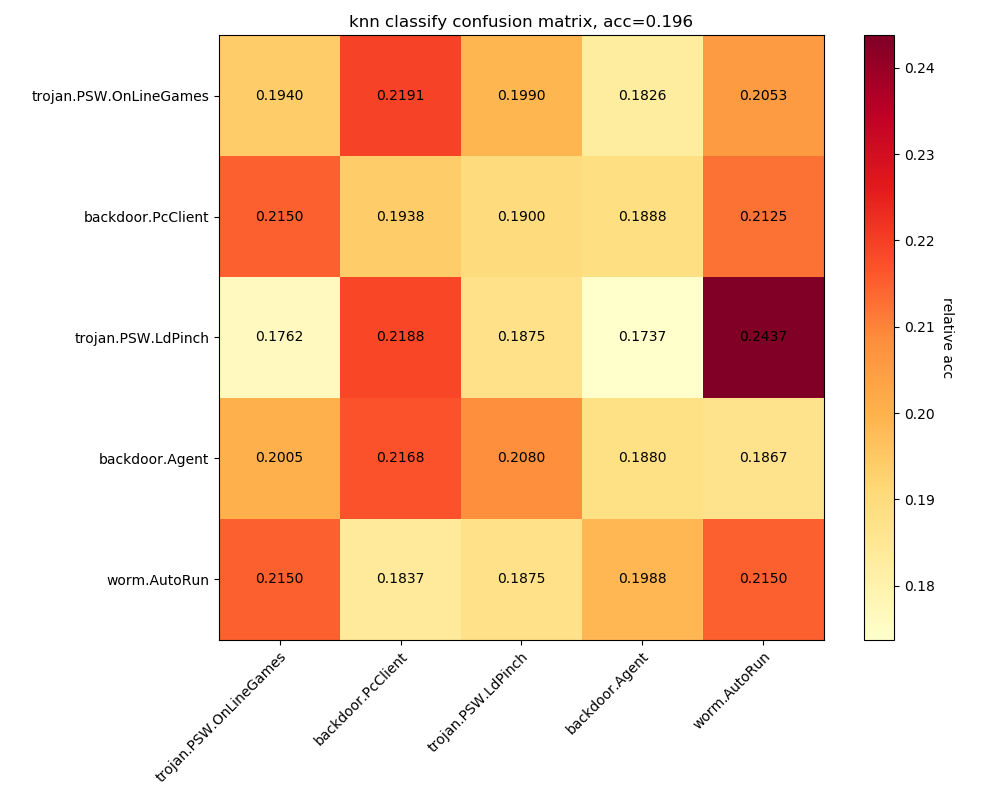 knn classify confusion matrix, acc=0.196
trojan.PSW.OnLineGames
0.1940 0.2191 0.1990 0.1826 0.2053
backdoor.PcClient
0.2150 0.1938 0.1900 0.1888 0.2125
trojan.PSW.LdPinch
0.1762 0.2188 0.1875 0.1737 0.2437
backdoor.Agent
0.2005 0.2168 0.2080 0.1880 0.1867
worm.AutoRun
0.2150 0.1837 0.1875 0.1988 0.2150
trojan.PSW.OnLineGames
backdoor.PcClient
trojan.PSW.LdPinch
backdoor.Agent
worm.AutoRun
0.24
0.23
0.22
0.21
0.20
0.19
0.18
relative acc